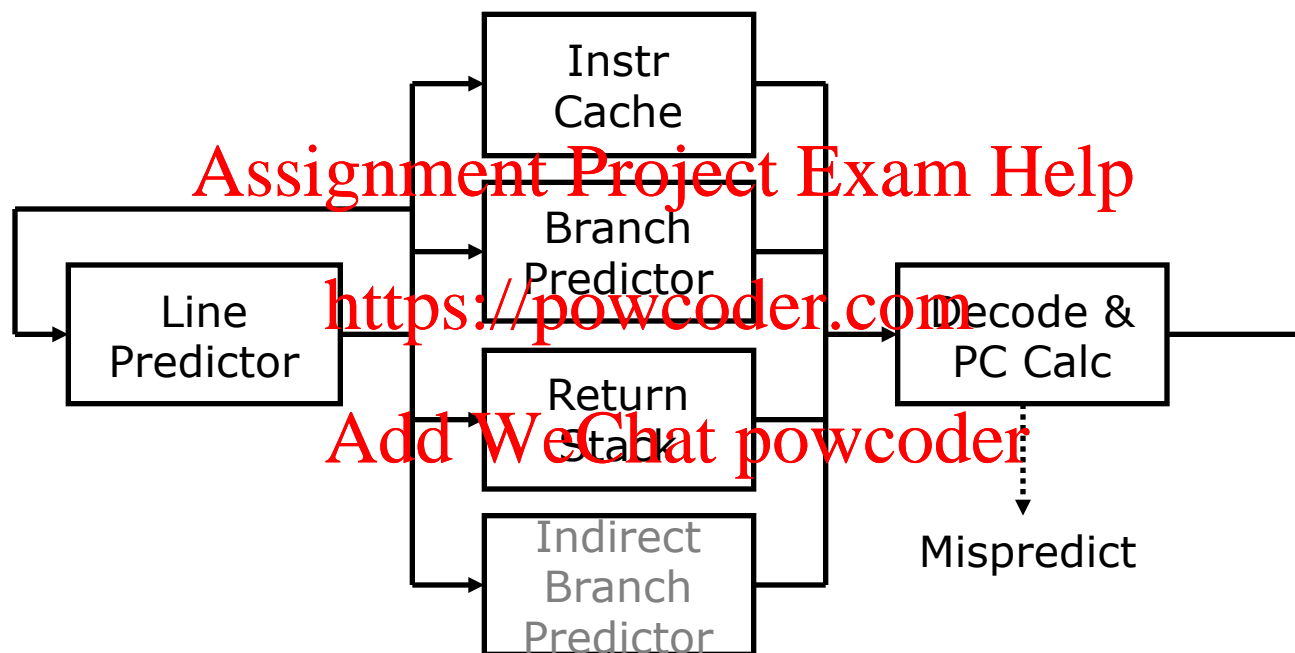 Instr
Cache
Assignment Project Exam Help
Branch
Predictor
Line
Predictor
https://powcoder.com
Decode &
PC Calc
Return
Stack
Add WeChat powcoder
Indirect
Branch
Predictor
Mispredict